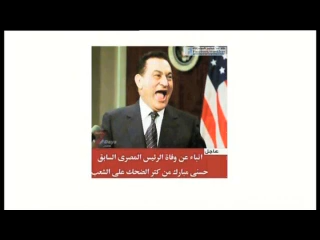 عاجل
انباء عن وفاة الرئيس المصرى السابق
حسنى مبارك من كتر الضحك على الشعب